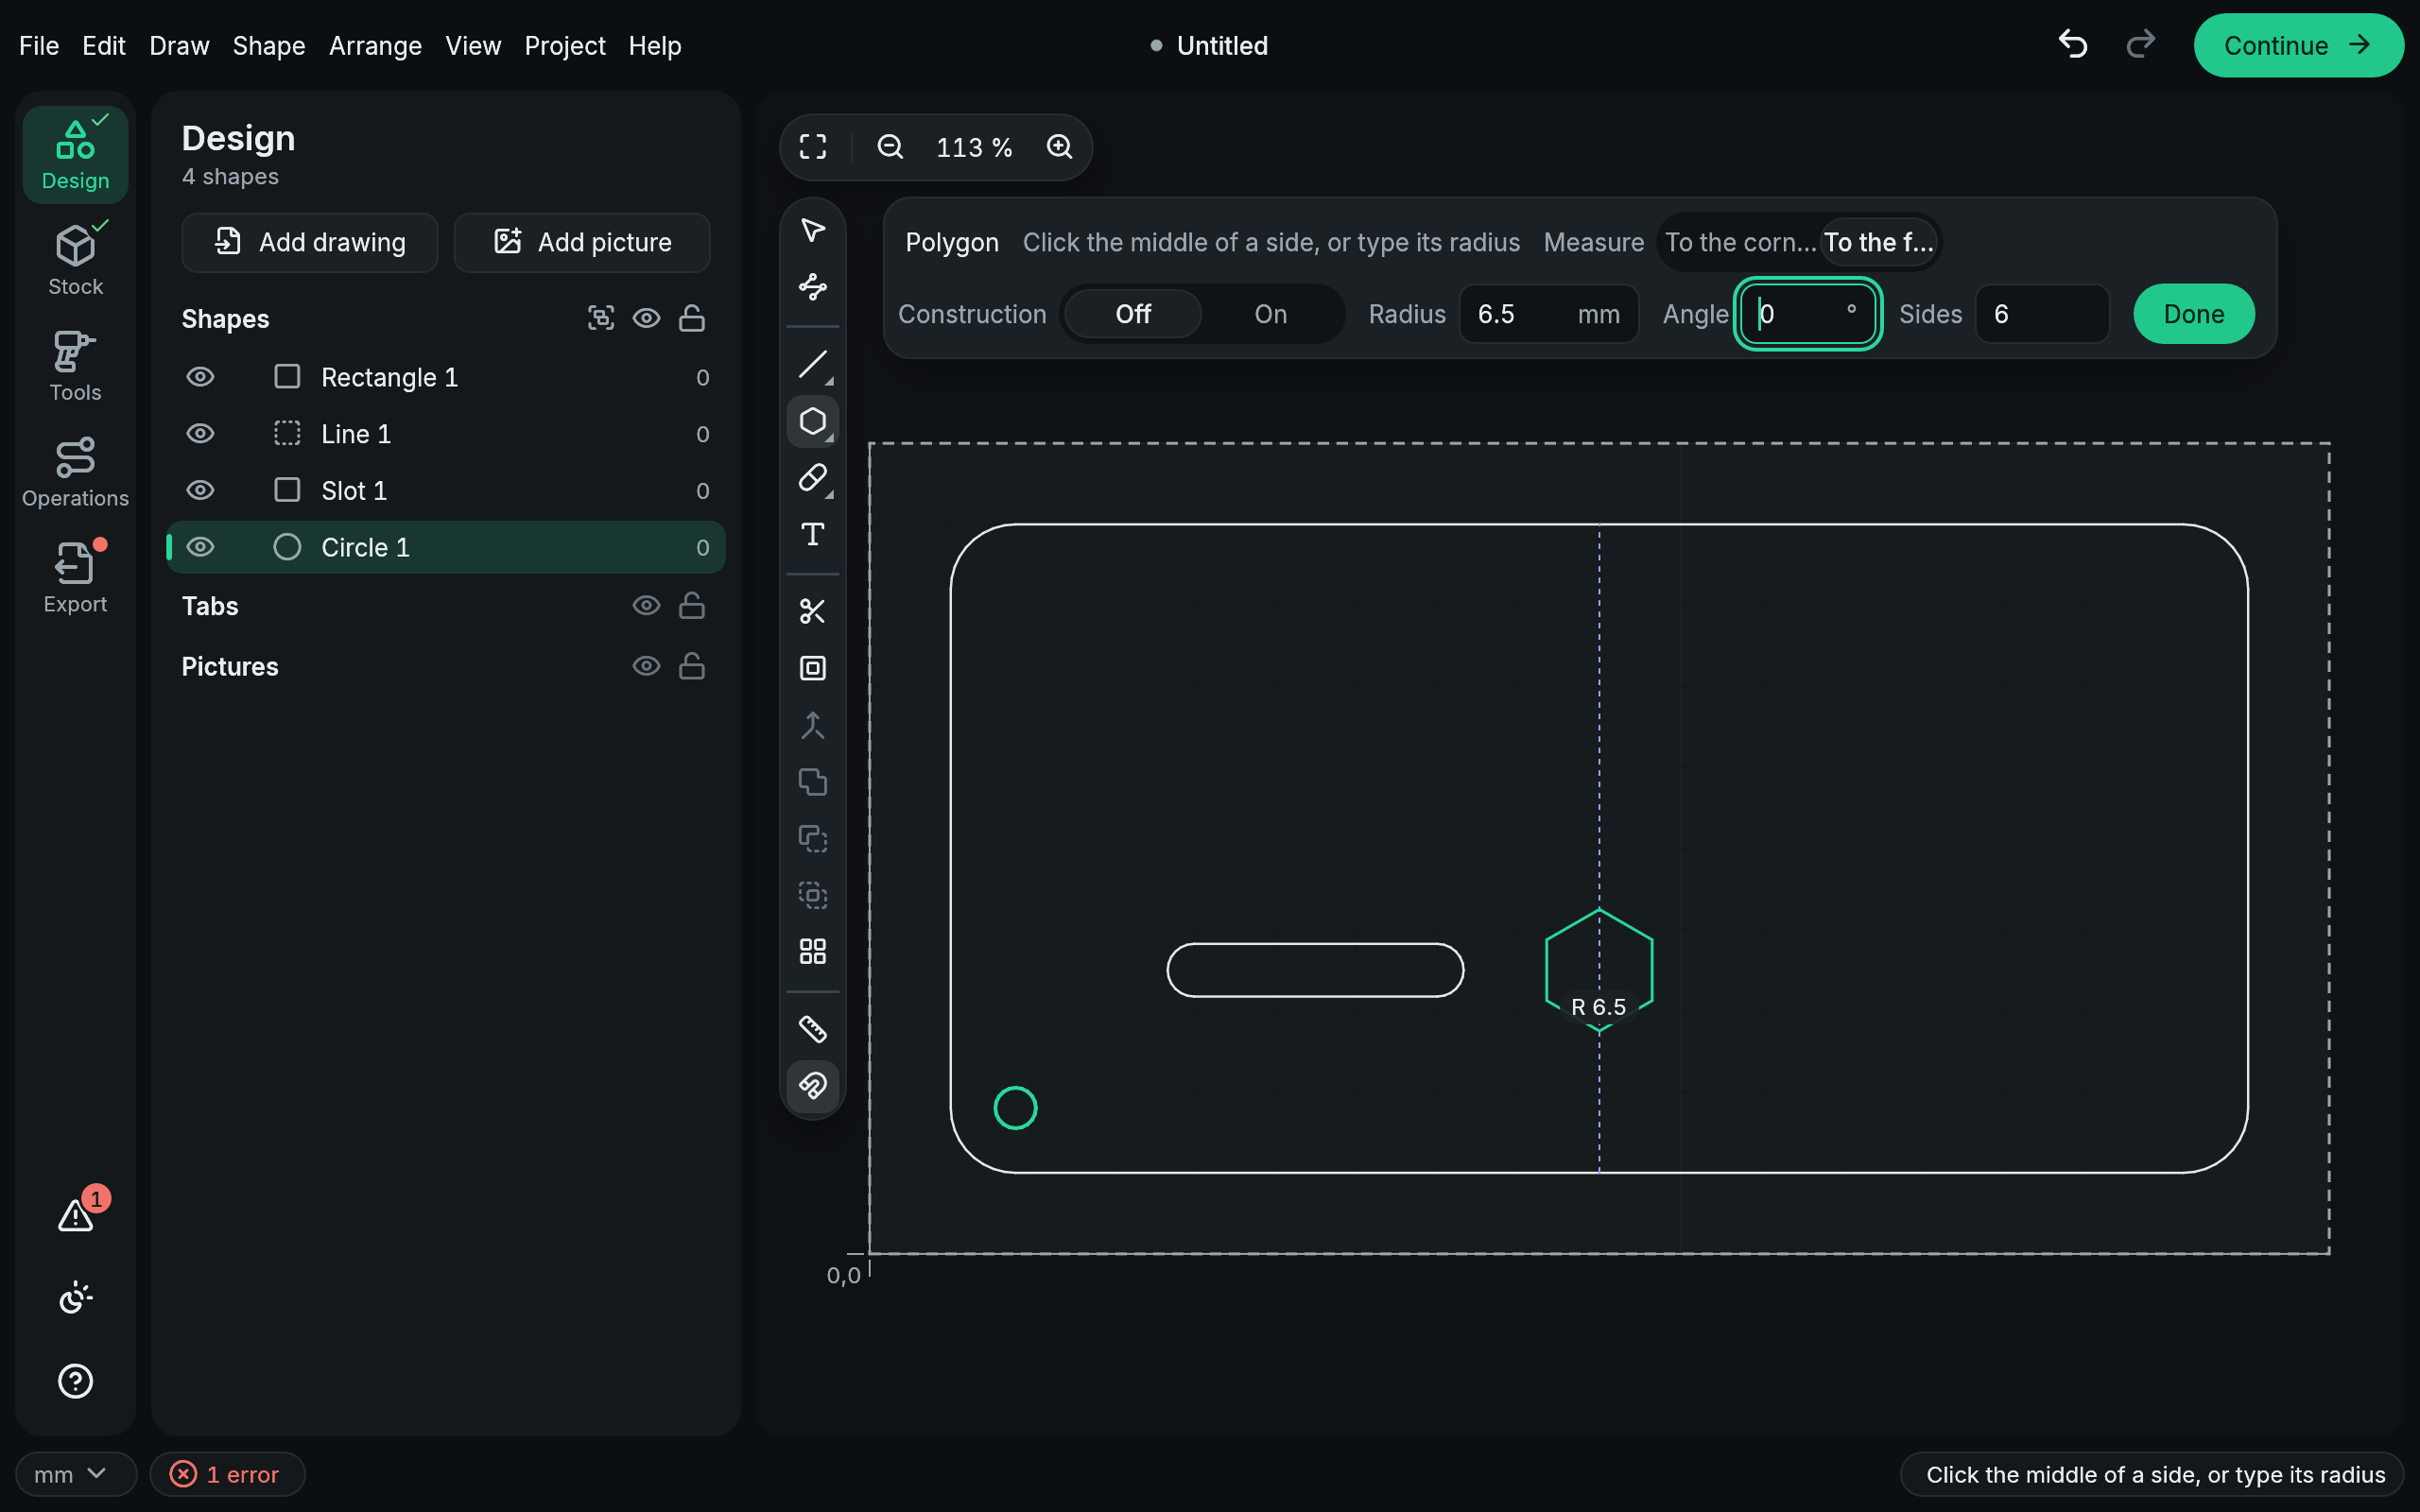 File Edit Draw Shape Arrange View Project Help
Untitled
Continue
Design
Stock
Tools
Operations
Export
1
Design
4 shapes
Add drawing
Add picture
Shapes
Rectangle 1 0
Line 1 0
Slot 1 0
Circle 1 0
Tabs
Pictures
113 %
Polygon Click the middle of a side, or type its radius Measure To the corn... To the f...
Construction Off On Radius 6.5 mm Angle 0 ° Sides 6 Done
R 6.5
0,0
mm
1 error
Click the middle of a side, or type its radius